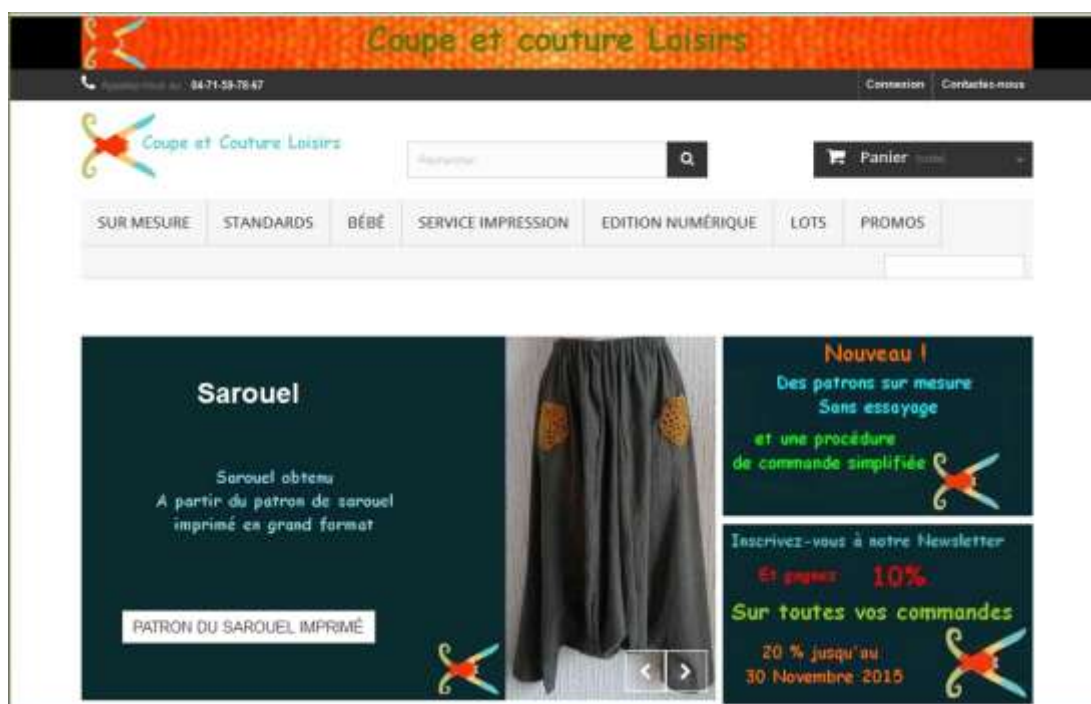 Coupe et couture Loisirs
04-71-59-78-67
Connexion
Contactez-nous
Coupe et Couture Loisirs
Rechercher
Panier
SUR MESURE
STANDARDS
BÉBÉ
SERVICE IMPRESSION
EDITION NUMÉRIQUE
LOTS
PROMOS
Sarouel
Sarouel obtenu
A partir du patron de sarouel
imprimé en grand format
PATRON DU SAROUEL IMPRIMÉ
Nouveau !
Des patrons sur mesure
Sans essayage
et une procédure
de commande simplifiée
Inscrivez-vous à notre Newsletter
Et gagnez 10%
Sur toutes vos commandes
20 % jusqu'au
30 Novembre 2015